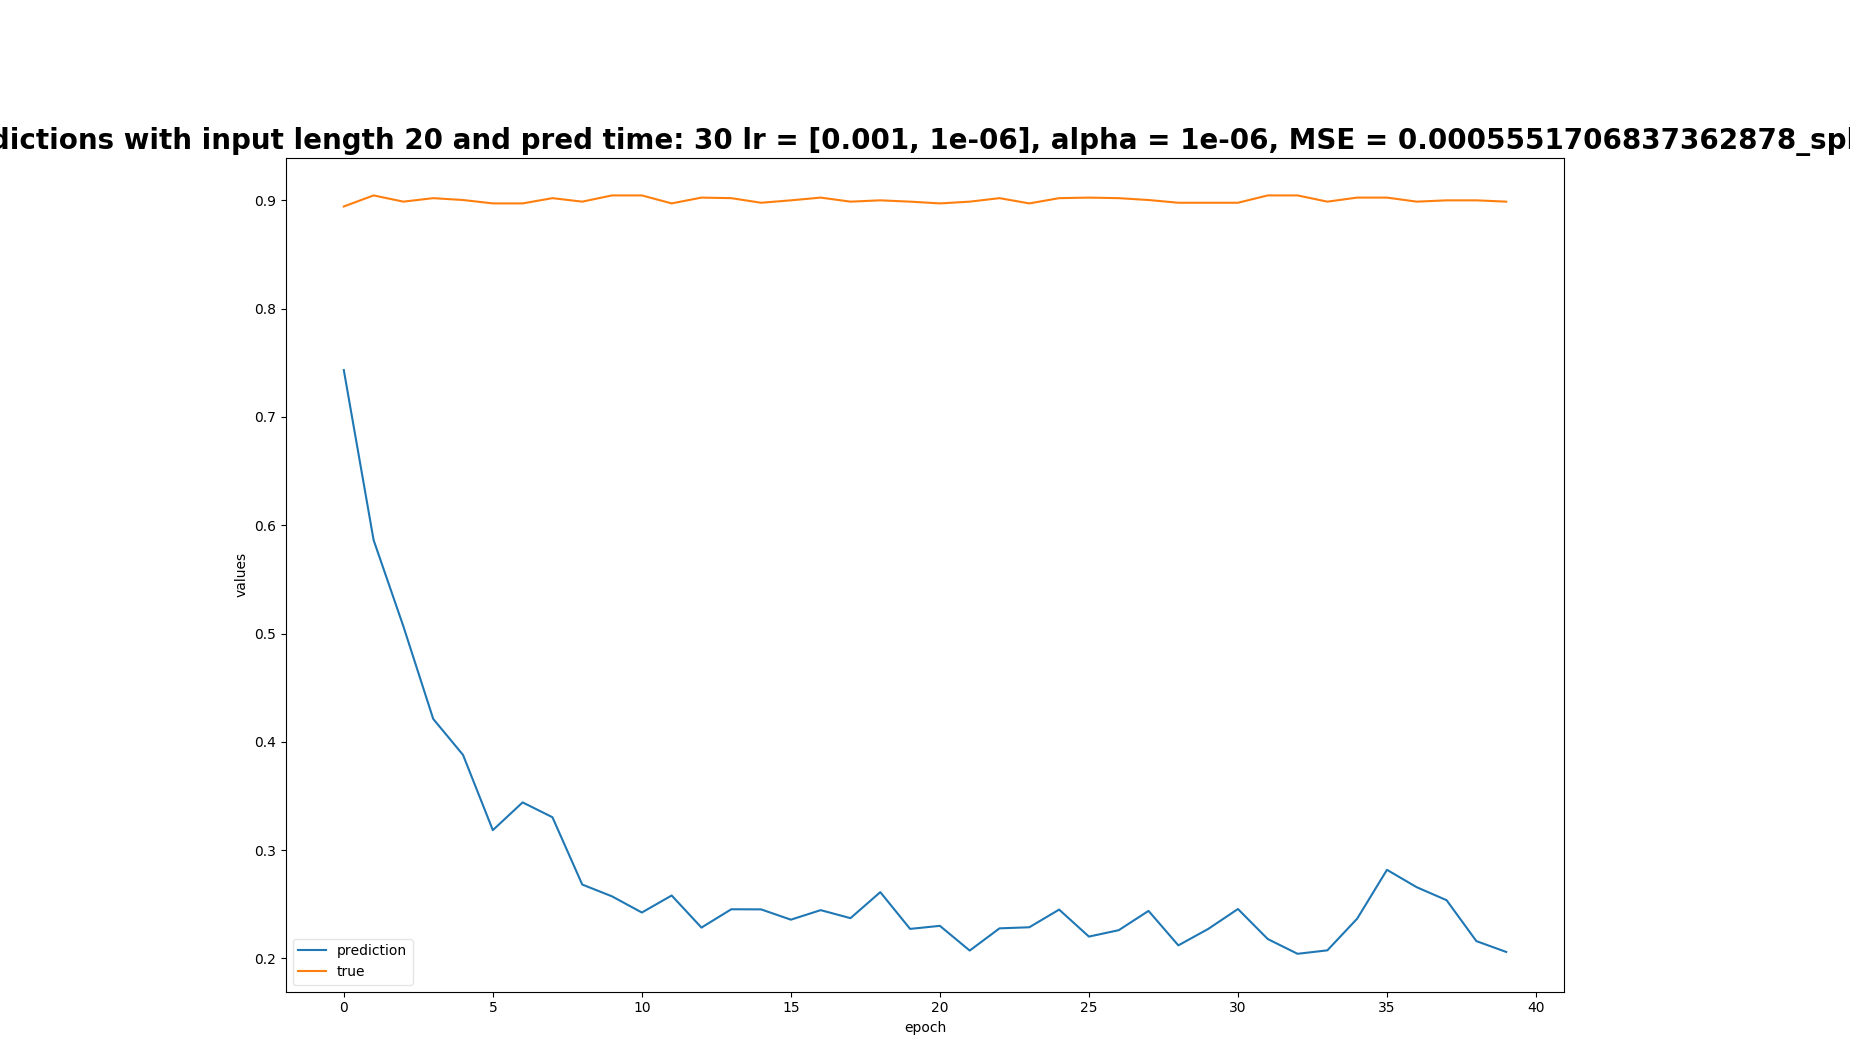 dictions with input length 20 and pred time: 30 lr = [0.001, 1e-06], alpha = 1e-06, MSE = 0.0005551706837362878_spl
0.9
0.8
0.7
0.6
0.5
0.4
0.3
0.2
values
prediction
true
0 5 10 15 20 25 30 35 40
epoch